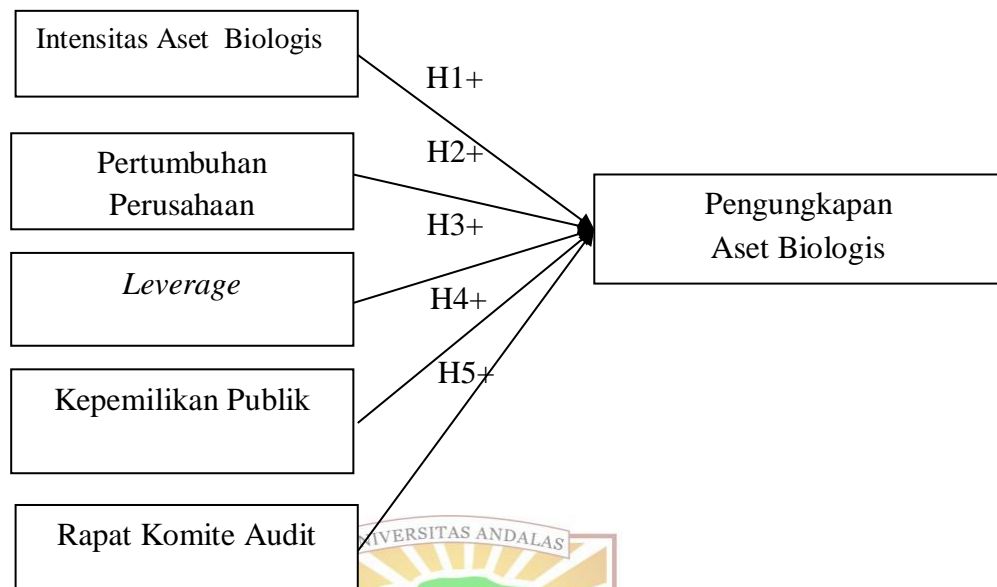 Intensitas Aset Biologis
H1+
Pertumbuhan
Perusahaan
H2+
Leverage
H3+
Kepemilikan Publik
H4+
Rapat Komite Audit
H5+
Pengungkapan
Aset Biologis
UNIVERSITAS ANDALAS